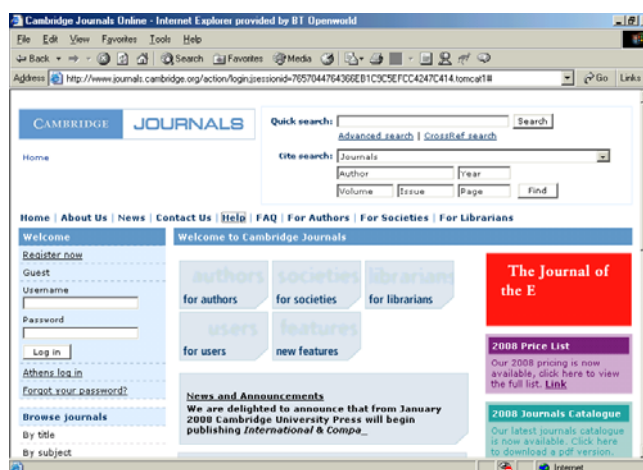 Cambridge Journals Online - Internet Explorer provided by BT Openworld
File Edit View Favorites Tools Help
Back Search Favorites Media
Address http://www.journals.cambridge.org/action/login;jsessionid=7657044764366EB1C9C5EFCC4247C414.tomcat1# Go Links
CAMBRIDGE JOURNALS
Quick search: Search
Advanced search | CrossRef search
Home
Cite search: Journals
Author Year
Volume Issue Page Find
Home | About Us | News | Contact Us | Help | FAQ | For Authors | For Societies | For Librarians
Welcome
Register now
Guest
Username
Password
Log in
Athens log in
Forgot your password?
Browse journals
By title
By subject
Welcome to Cambridge Journals
authors societies librarians
for authors for societies for librarians
users features
for users new features
News and Announcements
We are delighted to announce that from January
2008 Cambridge University Press will begin
publishing International & Compa_
The Journal of
the E
2008 Price List
Our 2008 pricing is now
available, click here to view
the full list. Link
2008 Journals Catalogue
Our latest journals catalogue
is now available. Click here
to download a pdf version.
Internet